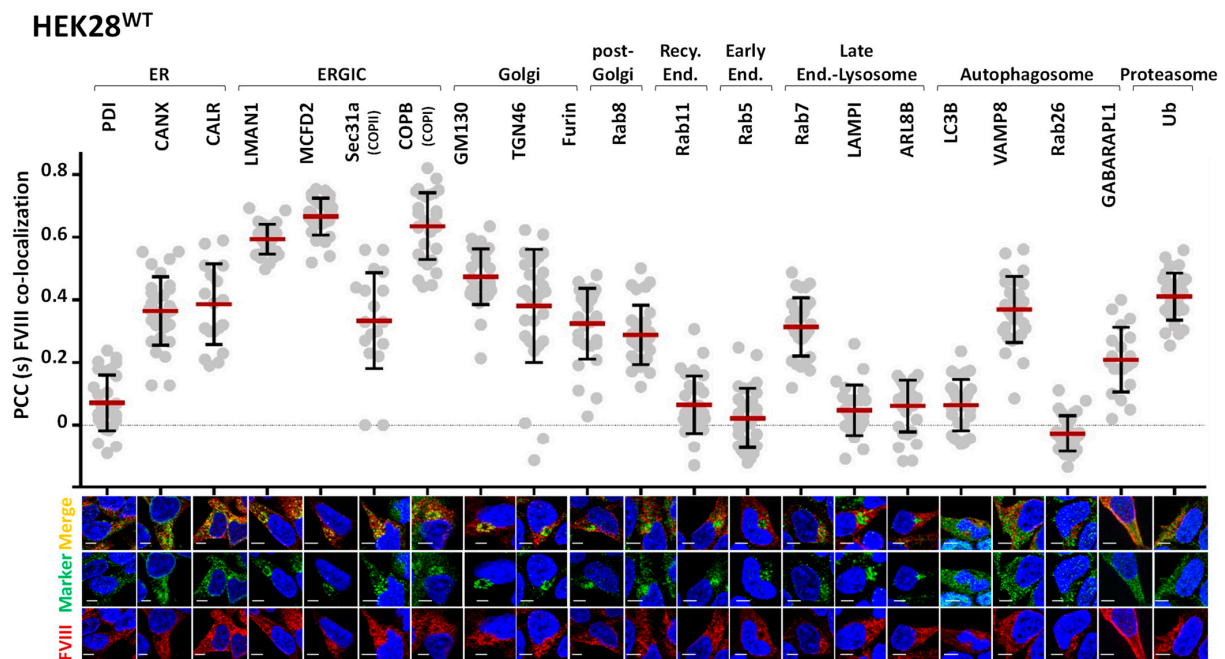 HEK28WT
ER
ERGIC
Golgi
post-
Golgi
Recy.
End.
Early
End.
Late
End.-Lysosome
Autophagosome
Proteasome
PDI
CANX
CALR
LMAN1
MCFD2
Sec31a
(COPII)
COPB
(COPI)
GM130
TGN46
Furin
Rab8
Rab11
Rab5
Rab7
LAMPI
ARL8B
LC3B
VAMP8
Rab26
GABARAPL1
Ub
PCC (s) FVIII co-localization
0.8
0.6
0.4
0.2
0
Merge
Marker
FVIII